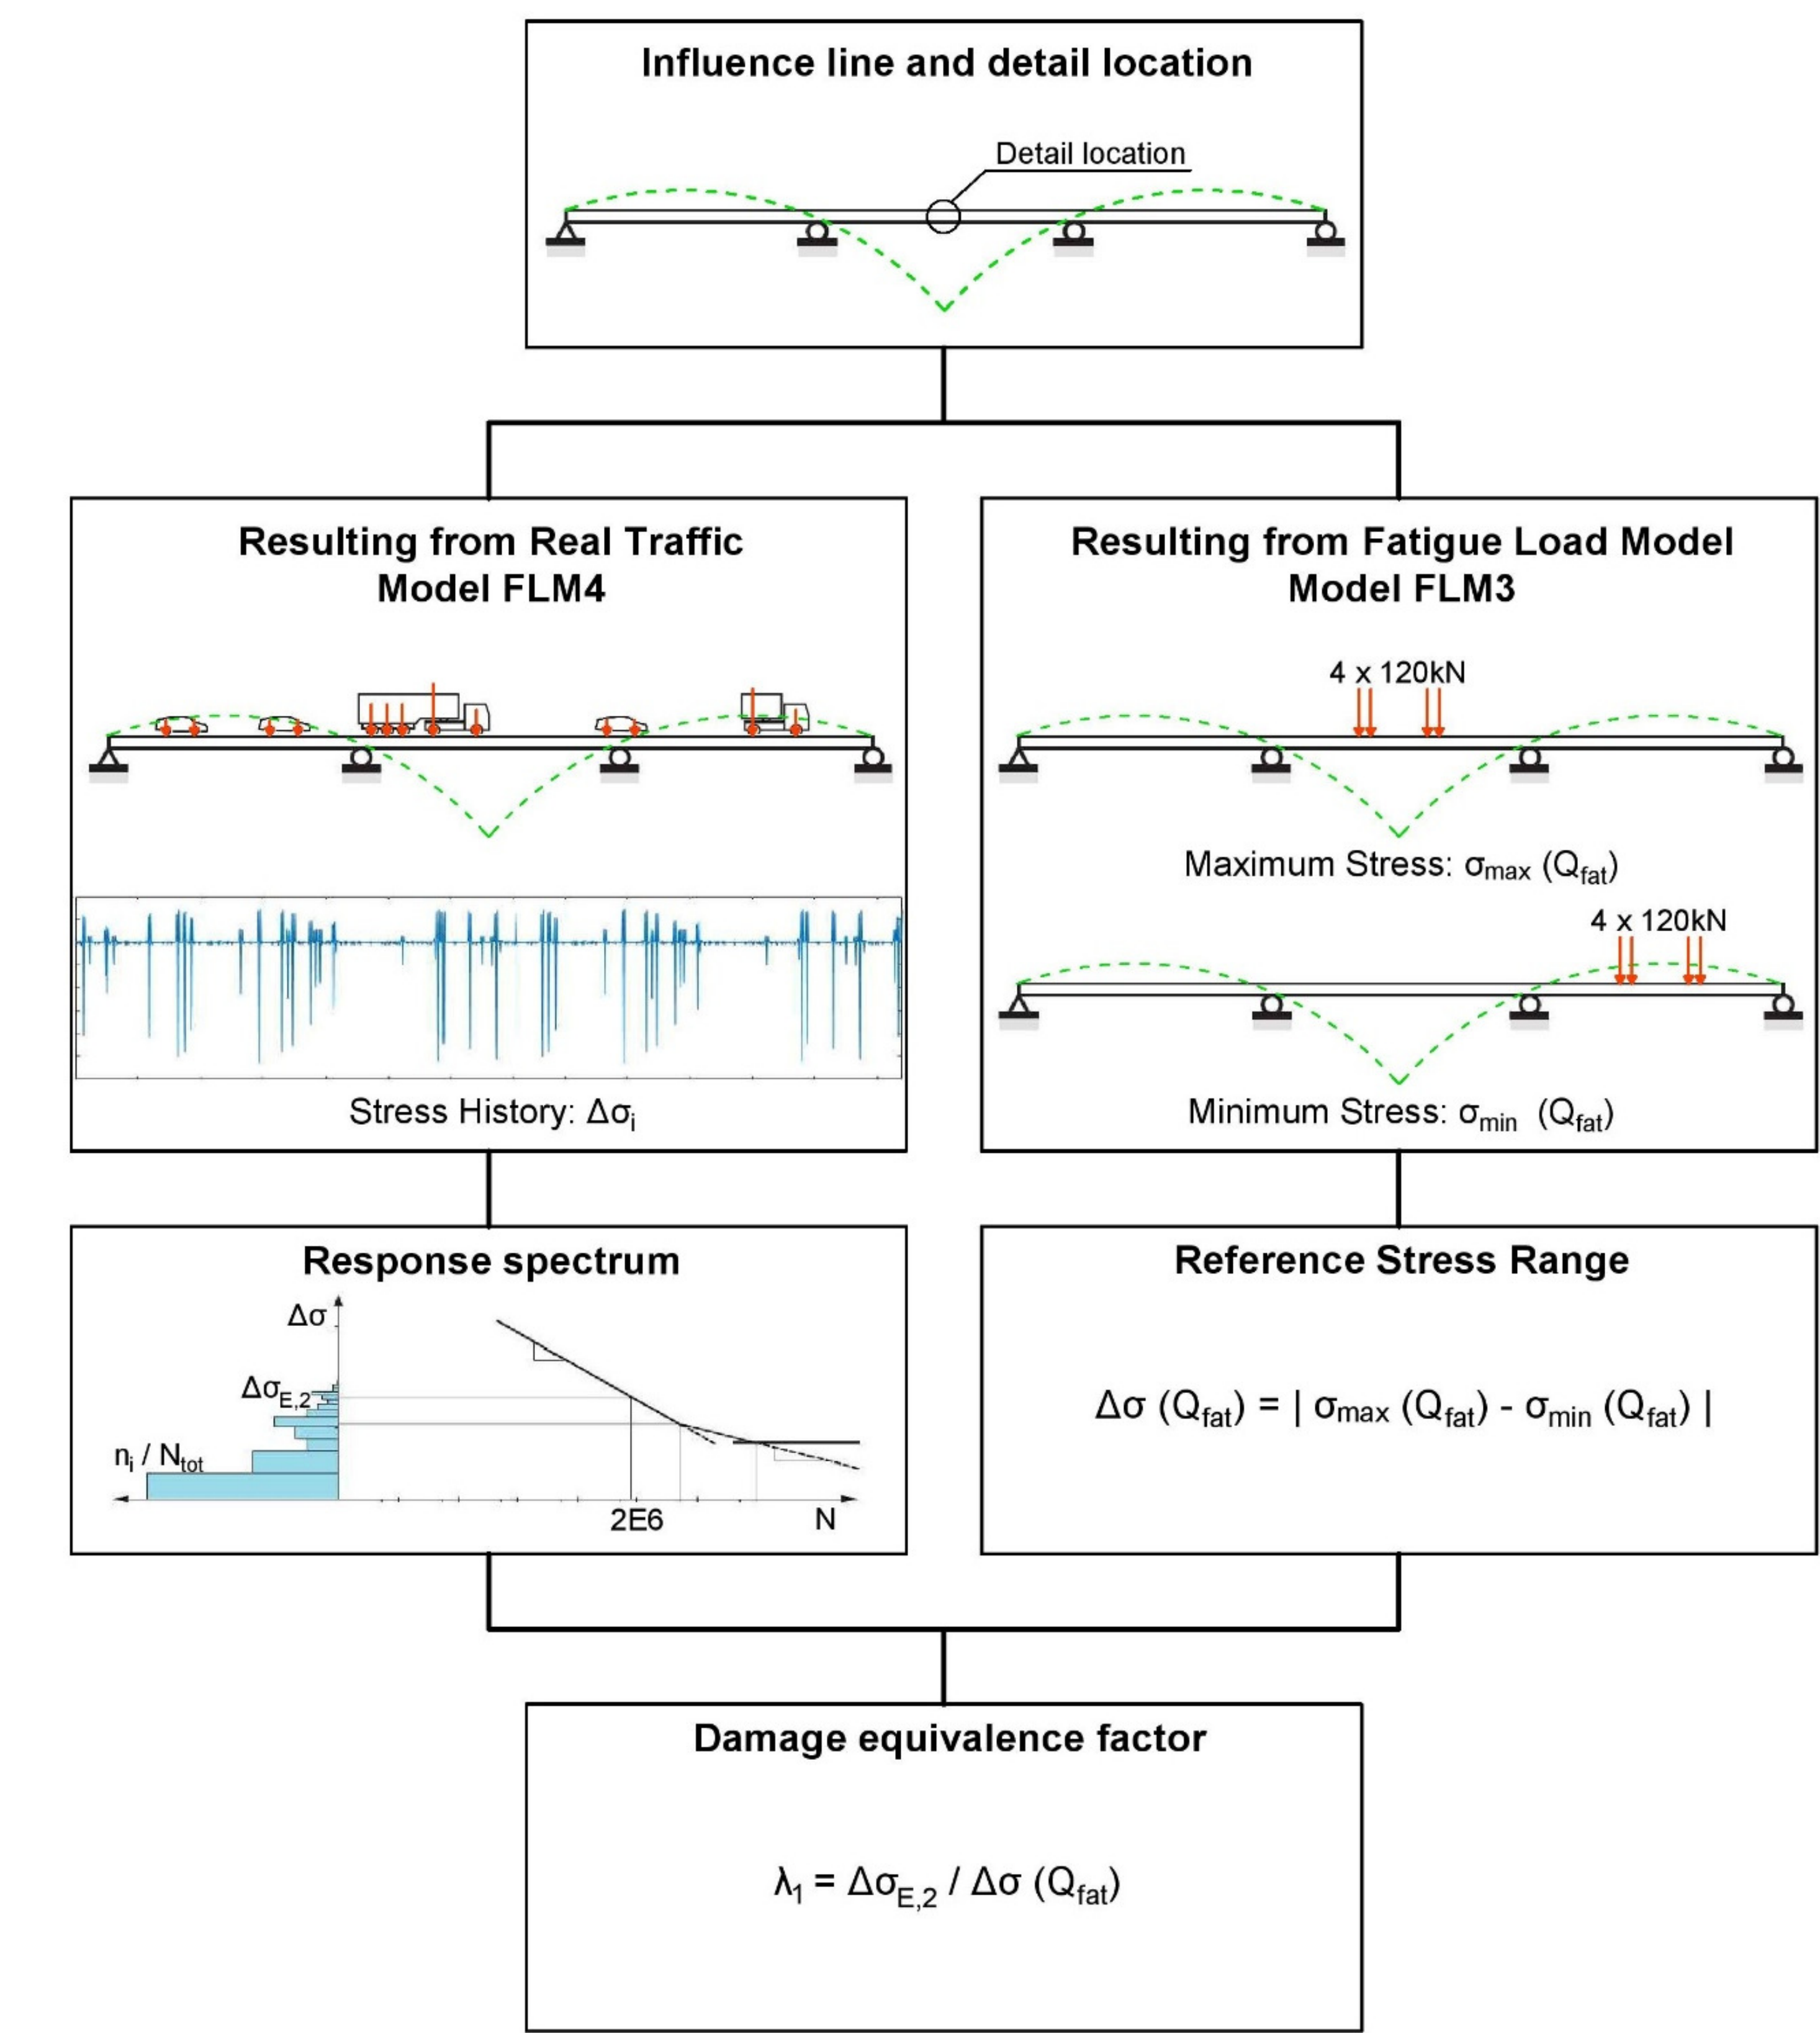 Influence line and detail location
Detail location
Resulting from Real Traffic
Model FLM4
Stress History: Δσi
Resulting from Fatigue Load Model
Model FLM3
4 x 120kN
Maximum Stress: σmax (Qfat)
4 x 120kN
Minimum Stress: σmin (Qfat)
Response spectrum
Δσ
ΔσE,2
ni / Ntot
2E6
N
Reference Stress Range
Δσ (Qfat) = | σmax (Qfat) - σmin (Qfat) |
Damage equivalence factor
λ1 = ΔσE,2 / Δσ (Qfat)